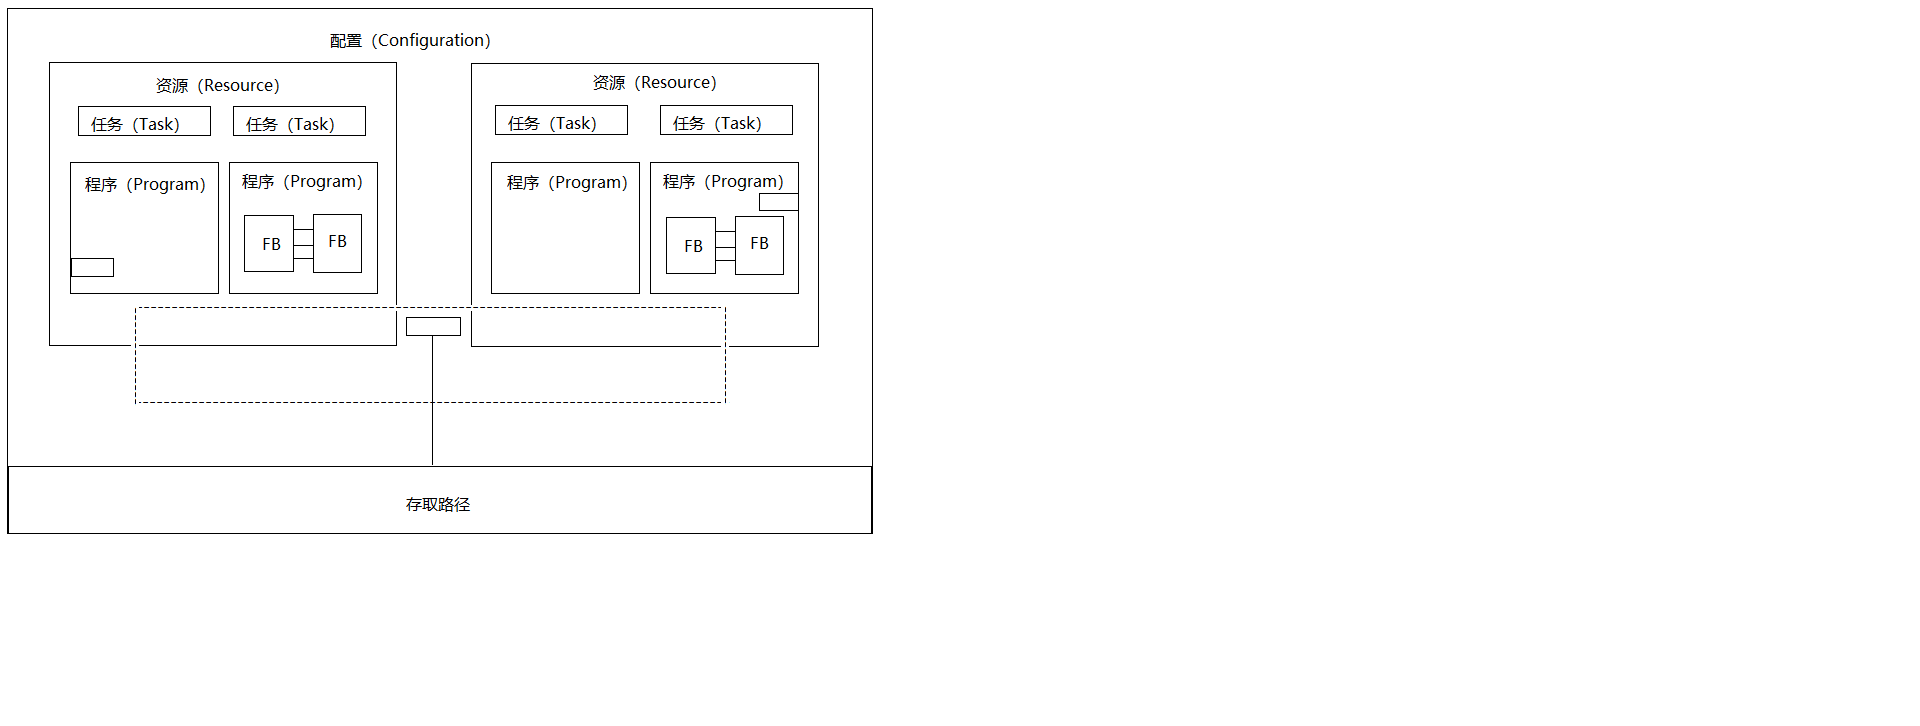 配置（Configuration）
资源（Resource）
任务（Task）
任务（Task）
程序（Program）
程序（Program）
FB
FB
资源（Resource）
任务（Task）
任务（Task）
程序（Program）
程序（Program）
FB
FB
存取路径